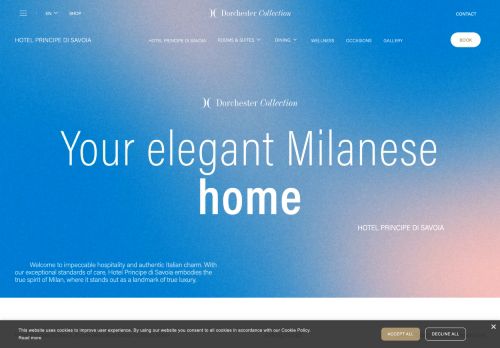 EN SHOP Dorchester Collection CONTACT
HOTEL PRINCIPE DI SAVOIA HOTEL PRINCIPE DI SAVOIA ROOMS & SUITES DINING WELLNESS OCCASIONS GALLERY BOOK
Dorchester Collection
Your elegant Milanese
home
HOTEL PRINCIPE DI SAVOIA
Welcome to impeccable hospitality and authentic Italian charm. With
our exceptional standards of care, Hotel Principe di Savoia embodies the
true spirit of Milan, where it stands out as a landmark of true luxury.
This website uses cookies to improve user experience. By using our website you consent to all cookies in accordance with our Cookie Policy.
Read more
ACCEPT ALL DECLINE ALL